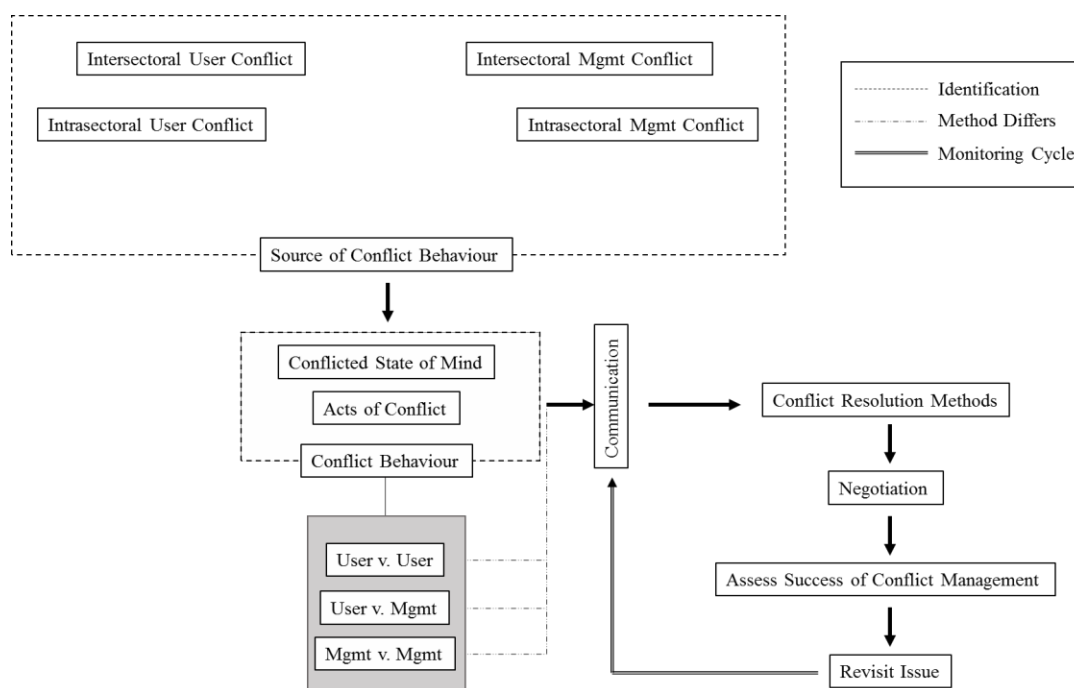 Intersectoral User Conflict
Intersectoral Mgmt Conflict
Intrasectoral User Conflict
Intrasectoral Mgmt Conflict
Identification
Method Differs
Monitoring Cycle
Source of Conflict Behaviour
Conflicted State of Mind
Acts of Conflict
Conflict Behaviour
User v. User
User v. Mgmt
Mgmt v. Mgmt
Communication
Conflict Resolution Methods
Negotiation
Assess Success of Conflict Management
Revisit Issue